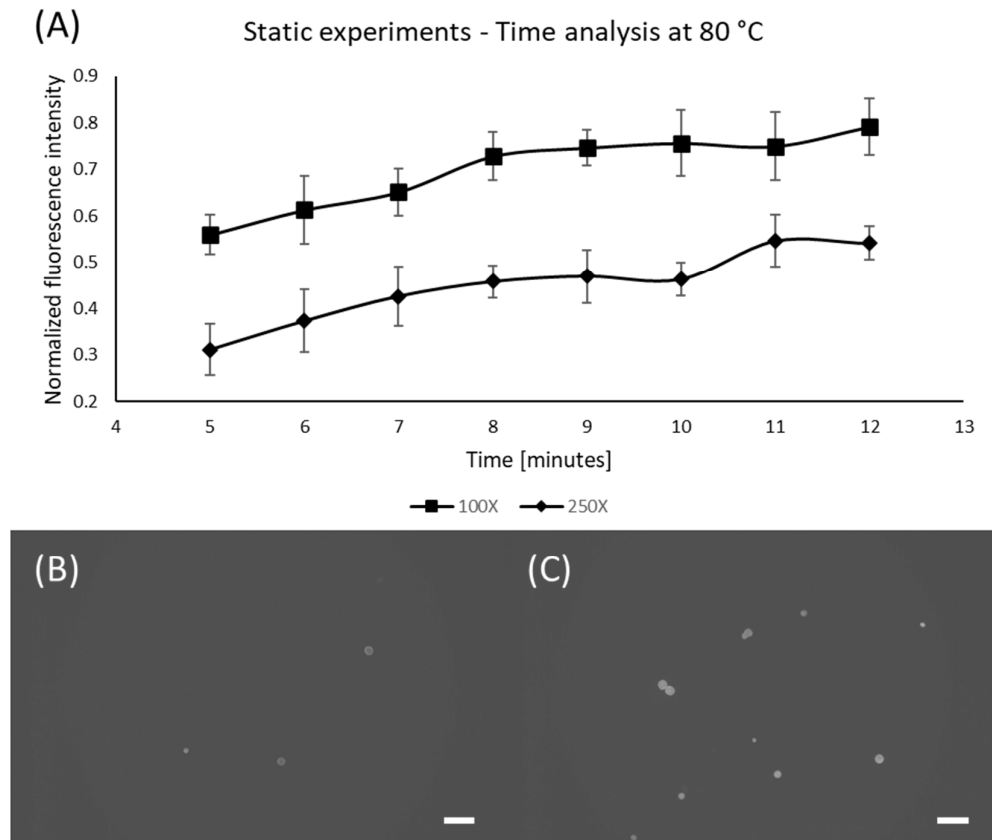 (A)
Static experiments - Time analysis at 80 °C
Normalized fluorescence intensity
0.9
0.8
0.7
0.6
0.5
0.4
0.3
0.2
4 5 6 7 8 9 10 11 12 13
Time [minutes]
100X 250X
(B) (C)